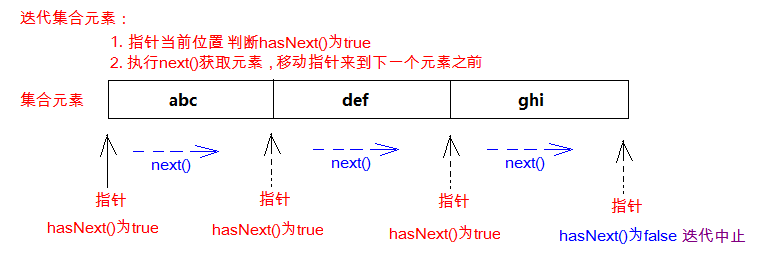 迭代集合元素：
1. 指针当前位置 判断hasNext()为true
2. 执行next()获取元素 , 移动指针来到下一个元素之前
集合元素 abc def ghi
next() next() next()
指针 指针 指针 指针
hasNext()为true hasNext()为true hasNext()为true hasNext()为false 迭代中止